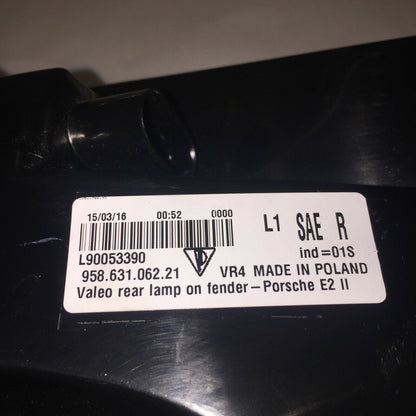 15/03/16 00:52 0000
L1 SAE R
L90053390
ind=01S
958.631.062.21
VR4 MADE IN POLAND
Valeo rear lamp on fender-Porsche E2 II